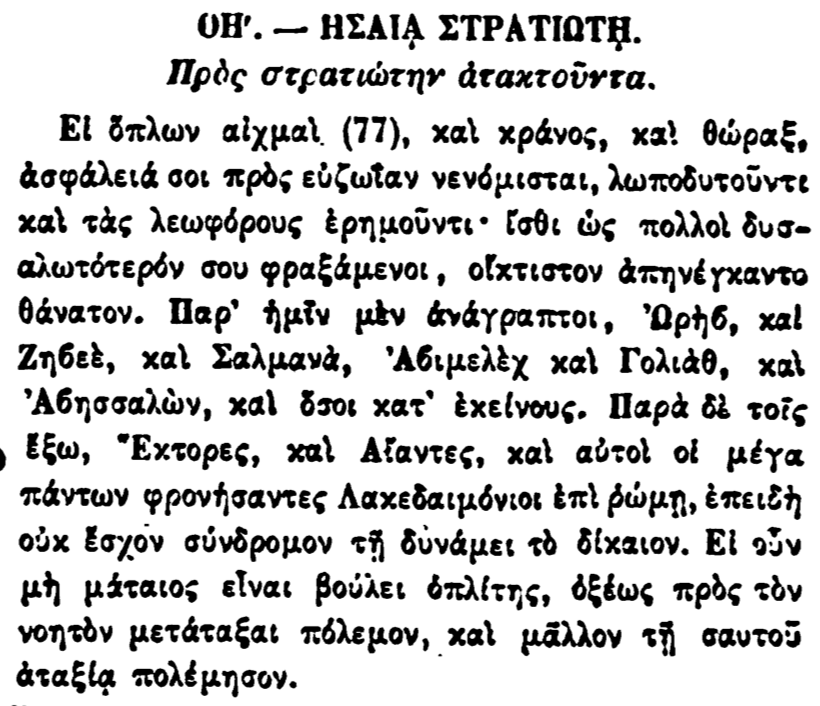 ΟΗʹ. — ΗΣΑΙᾼ ΣΤΡΑΤΙΩΤῌ.
Πρὸς στρατιώτην ἀτακτοῦντα.
Εἰ ὅπλων αἰχμαὶ (77), καὶ κράνος, καὶ θώραξ,
ἀσφάλειά σοι πρὸς εὐζωΐαν νενόμισται, λωποδυτοῦντι
καὶ τὰς λεωφόρους ἐρημοῦντι· ἴσθι ὡς πολλοὶ δυσ-
αλωτότερόν σου φραξάμενοι, οἴκτιστον ἀπηνέγκαντο
θάνατον. Παρ' ἡμῖν μὲν ἀνάγραπτοι, Ὠρὴϐ, καὶ
Ζηϐεὲ, καὶ Σαλμανὰ, Ἀϐιμελὲχ καὶ Γολιὰθ, καὶ
Ἀϐησσαλὼν, καὶ ὅσοι κατ' ἐκείνους. Παρὰ δὲ τοῖς
ἔξω, Ἕκτορες, καὶ Αἴαντες, καὶ αὐτοὶ οἱ μέγα
πάντων φρονήσαντες Λακεδαιμόνιοι ἐπὶ ῥώμῃ, ἐπειδὴ
οὐκ ἔσχον σύνδρομον τῇ δυνάμει τὸ δίκαιον. Εἰ οὖν
μὴ μάταιος εἶναι βούλει ὁπλίτης, ὀξέως πρὸς τὸν
νοητὸν μετάταξαι πόλεμον, καὶ μᾶλλον τῇ σαυτοῦ
ἀταξίᾳ πολέμησον.